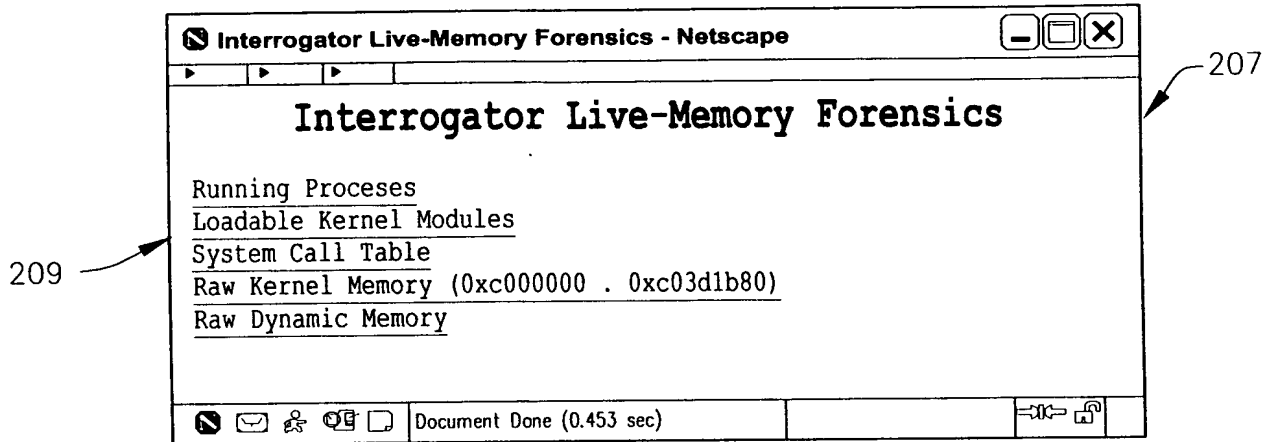 Interrogator Live-Memory Forensics - Netscape
207
Interrogator Live-Memory Forensics
Running Proceses
Loadable Kernel Modules
System Call Table
209
Raw Kernel Memory (0xc000000 . 0xc03d1b80)
Raw Dynamic Memory
Document Done (0.453 sec)